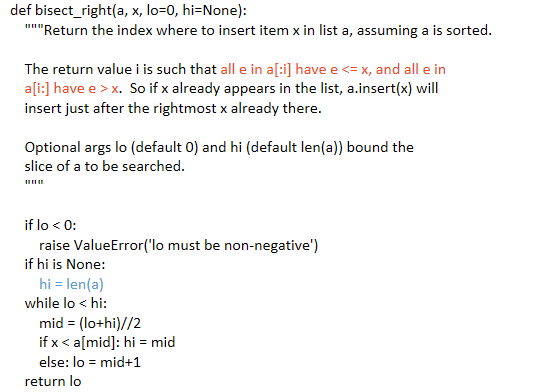 def bisect_right(a, x, lo=0, hi=None):
"""Return the index where to insert item x in list a, assuming a is sorted.
The return value i is such that all e in a[:i] have e <= x, and all e in
a[i:] have e > x.  So if x already appears in the list, a.insert(x) will
insert just after the rightmost x already there.
Optional args lo (default 0) and hi (default len(a)) bound the
slice of a to be searched.
"""
if lo < 0:
raise ValueError('lo must be non-negative')
if hi is None:
hi = len(a)
while lo < hi:
mid = (lo+hi)//2
if x < a[mid]: hi = mid
else: lo = mid+1
return lo